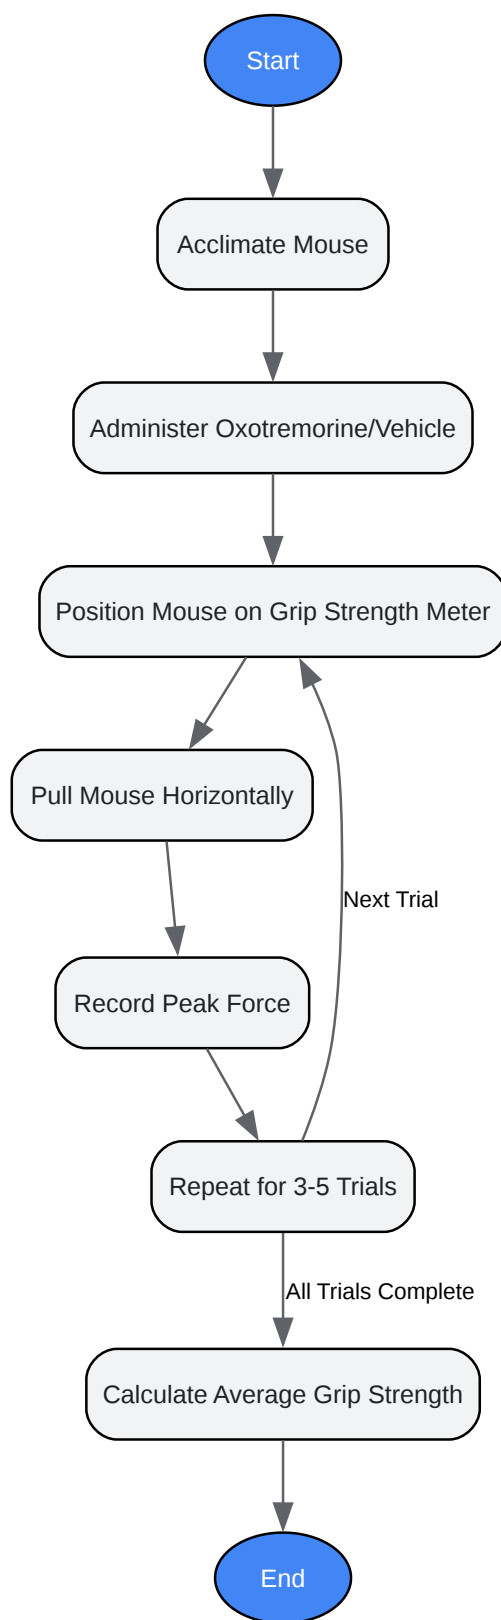 Start
Acclimate Mouse
Administer Oxotremorine/Vehicle
Position Mouse on Grip Strength Meter
Pull Mouse Horizontally
Next Trial
Record Peak Force
Repeat for 3-5 Trials
All Trials Complete
Calculate Average Grip Strength
End